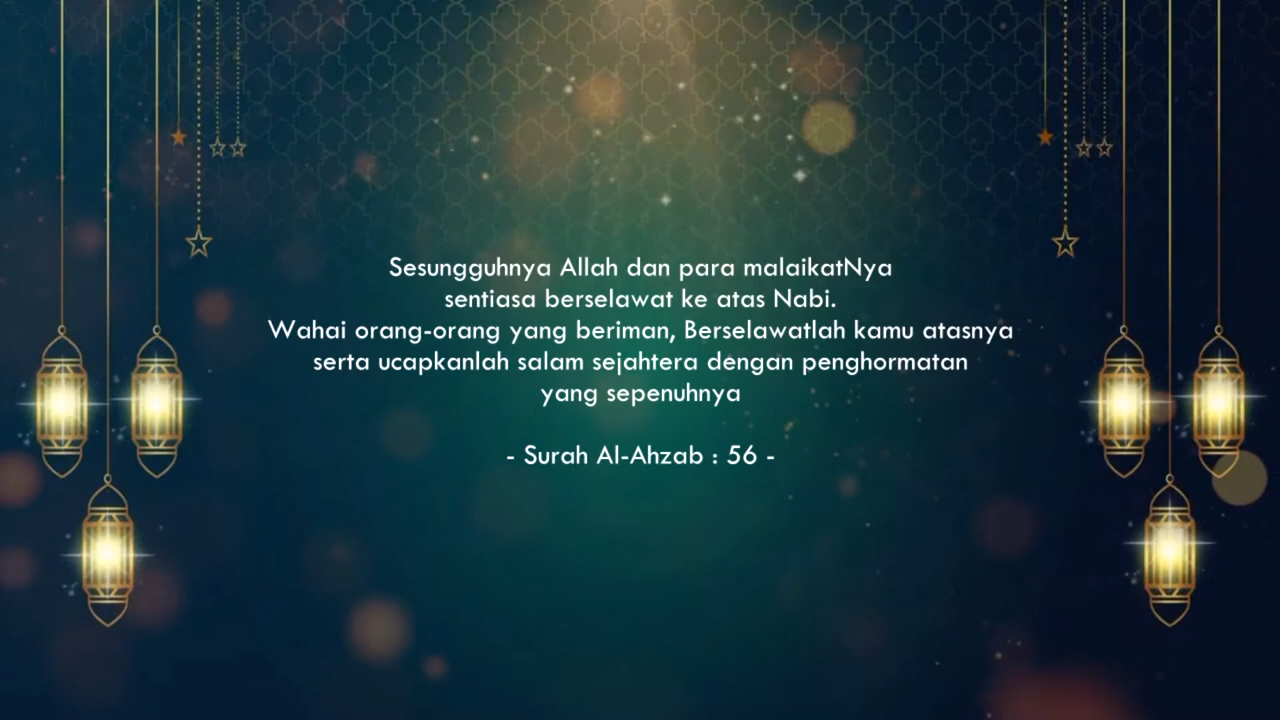 Sesungguhnya Allah dan para malaikatNya
sentiasa berselawat ke atas Nabi.
Wahai orang-orang yang beriman, Berselawatlah kamu atasnya
serta ucapkanlah salam sejahtera dengan penghormatan
yang sepenuhnya
- Surah Al-Ahzab : 56 -